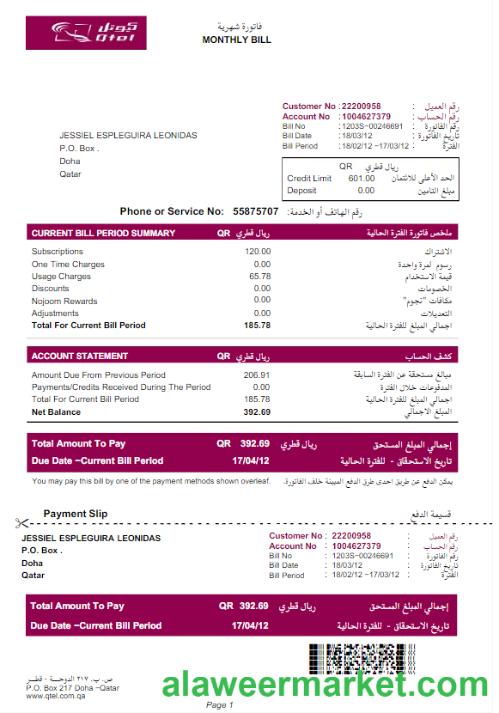 كيوتل
Qtel
فاتورة شهرية
MONTHLY BILL
Customer No : 22200958 : رقم العميل
Account No : 1004627379 : رقم الحساب
Bill No : 1203S-00246691 : رقم الفاتورة
Bill Date : 18/03/12 : تاريخ الفاتورة
Bill Period : 18/02/12 -17/03/12 : الفترة
JESSIEL ESPLEGUIRA LEONIDAS
P.O. Box .
Doha
Qatar
QR ريال قطري
Credit Limit 601.00 الحد الأعلى للائتمان
Deposit 0.00 مبلغ التامين
Phone or Service No: 55875707 رقم الهاتف أو الخدمة:
CURRENT BILL PERIOD SUMMARY QR ريال قطري ملخص فاتورة الفترة الحالية
Subscriptions 120.00 الاشتراك
One Time Charges 0.00 رسوم لمرة واحدة
Usage Charges 65.78 قيمة الاستخدام
Discounts 0.00 الخصومات
Nojoom Rewards 0.00 مكافات "نجوم"
Adjustments 0.00 التعديلات
Total For Current Bill Period 185.78 اجمالي المبلغ للفترة الحالية
ACCOUNT STATEMENT QR ريال قطري كشف الحساب
Amount Due From Previous Period 206.91 مبالغ مستحقة عن الفترة السابقة
Payments/Credits Received During The Period 0.00 المدفوعات خلال الفترة
Total For Current Bill Period 185.78 إجمالي المبلغ للفترة الحالية
Net Balance 392.69 المبلغ الاجمالي
Total Amount To Pay QR 392.69 ريال قطري إجمالي المبلغ المستحق
Due Date -Current Bill Period 17/04/12 تاريخ الاستحقاق - للفترة الحالية
You may pay this bill by one of the payment methods shown overleaf. يمكن الدفع عن طريق احدى طرق الدفع المبينة خلف الفاتورة.
Payment Slip قسيمة الدفع
JESSIEL ESPLEGUIRA LEONIDAS
P.O. Box .
Doha
Qatar
Customer No : 22200958 : رقم العميل
Account No : 1004627379 : رقم الحساب
Bill No : 1203S-00246691 : رقم الفاتورة
Bill Date : 18/03/12 : تاريخ الفاتورة
Bill Period : 18/02/12 -17/03/12 : الفترة
Total Amount To Pay QR 392.69 ريال قطري إجمالي المبلغ المستحق
Due Date -Current Bill Period 17/04/12 تاريخ الاستحقاق - للفترة الحالية
ص. ب. ٢١٧ الدوحة - قطر
P.O. Box 217 Doha -Qatar
www.qtel.com.qa
alaweermarket.com
Page 1